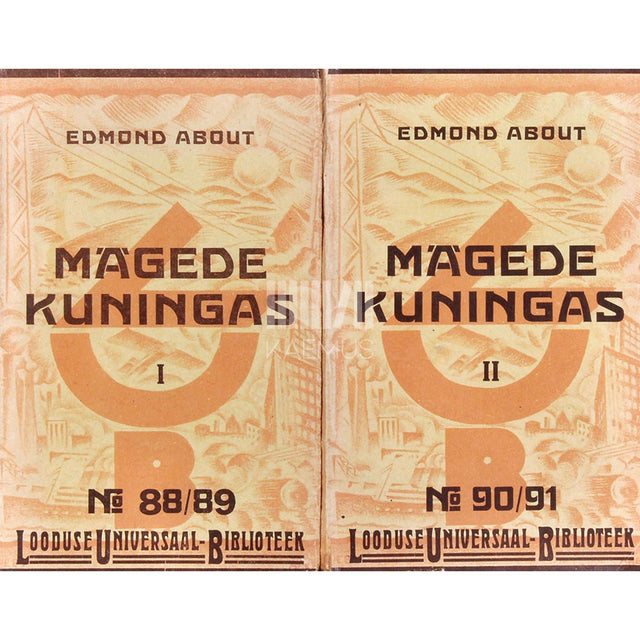 EDMOND ABOUT
MÄGEDE
KUNINGAS
I
No 88/89
LOODUSE UNIVERSAAL-BIBLIOTEEK
EDMOND ABOUT
MÄGEDE
KUNINGAS
II
No 90/91
LOODUSE UNIVERSAAL-BIBLIOTEEK
VAEMUS